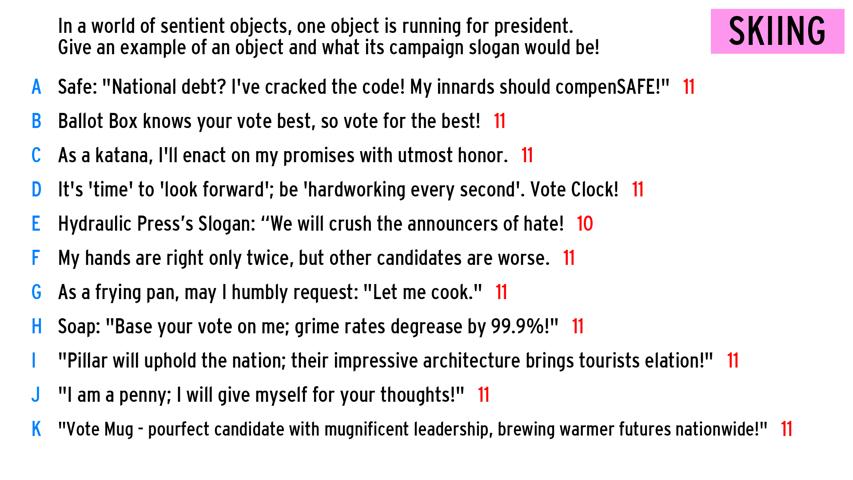 In a world of sentient objects, one object is running for president.
Give an example of an object and what its campaign slogan would be!
SKIING
A Safe: "National debt? I've cracked the code! My innards should compenSAFE!" 11
B Ballot Box knows your vote best, so vote for the best! 11
C As a katana, I'll enact on my promises with utmost honor. 11
D It's 'time' to 'look forward'; be 'hardworking every second'. Vote Clock! 11
E Hydraulic Press’s Slogan: “We will crush the announcers of hate! 10
F My hands are right only twice, but other candidates are worse. 11
G As a frying pan, may I humbly request: "Let me cook." 11
H Soap: "Base your vote on me; grime rates degrease by 99.9%!" 11
I "Pillar will uphold the nation; their impressive architecture brings tourists elation!" 11
J "I am a penny; I will give myself for your thoughts!" 11
K "Vote Mug - pourfect candidate with mugnificent leadership, brewing warmer futures nationwide!" 11